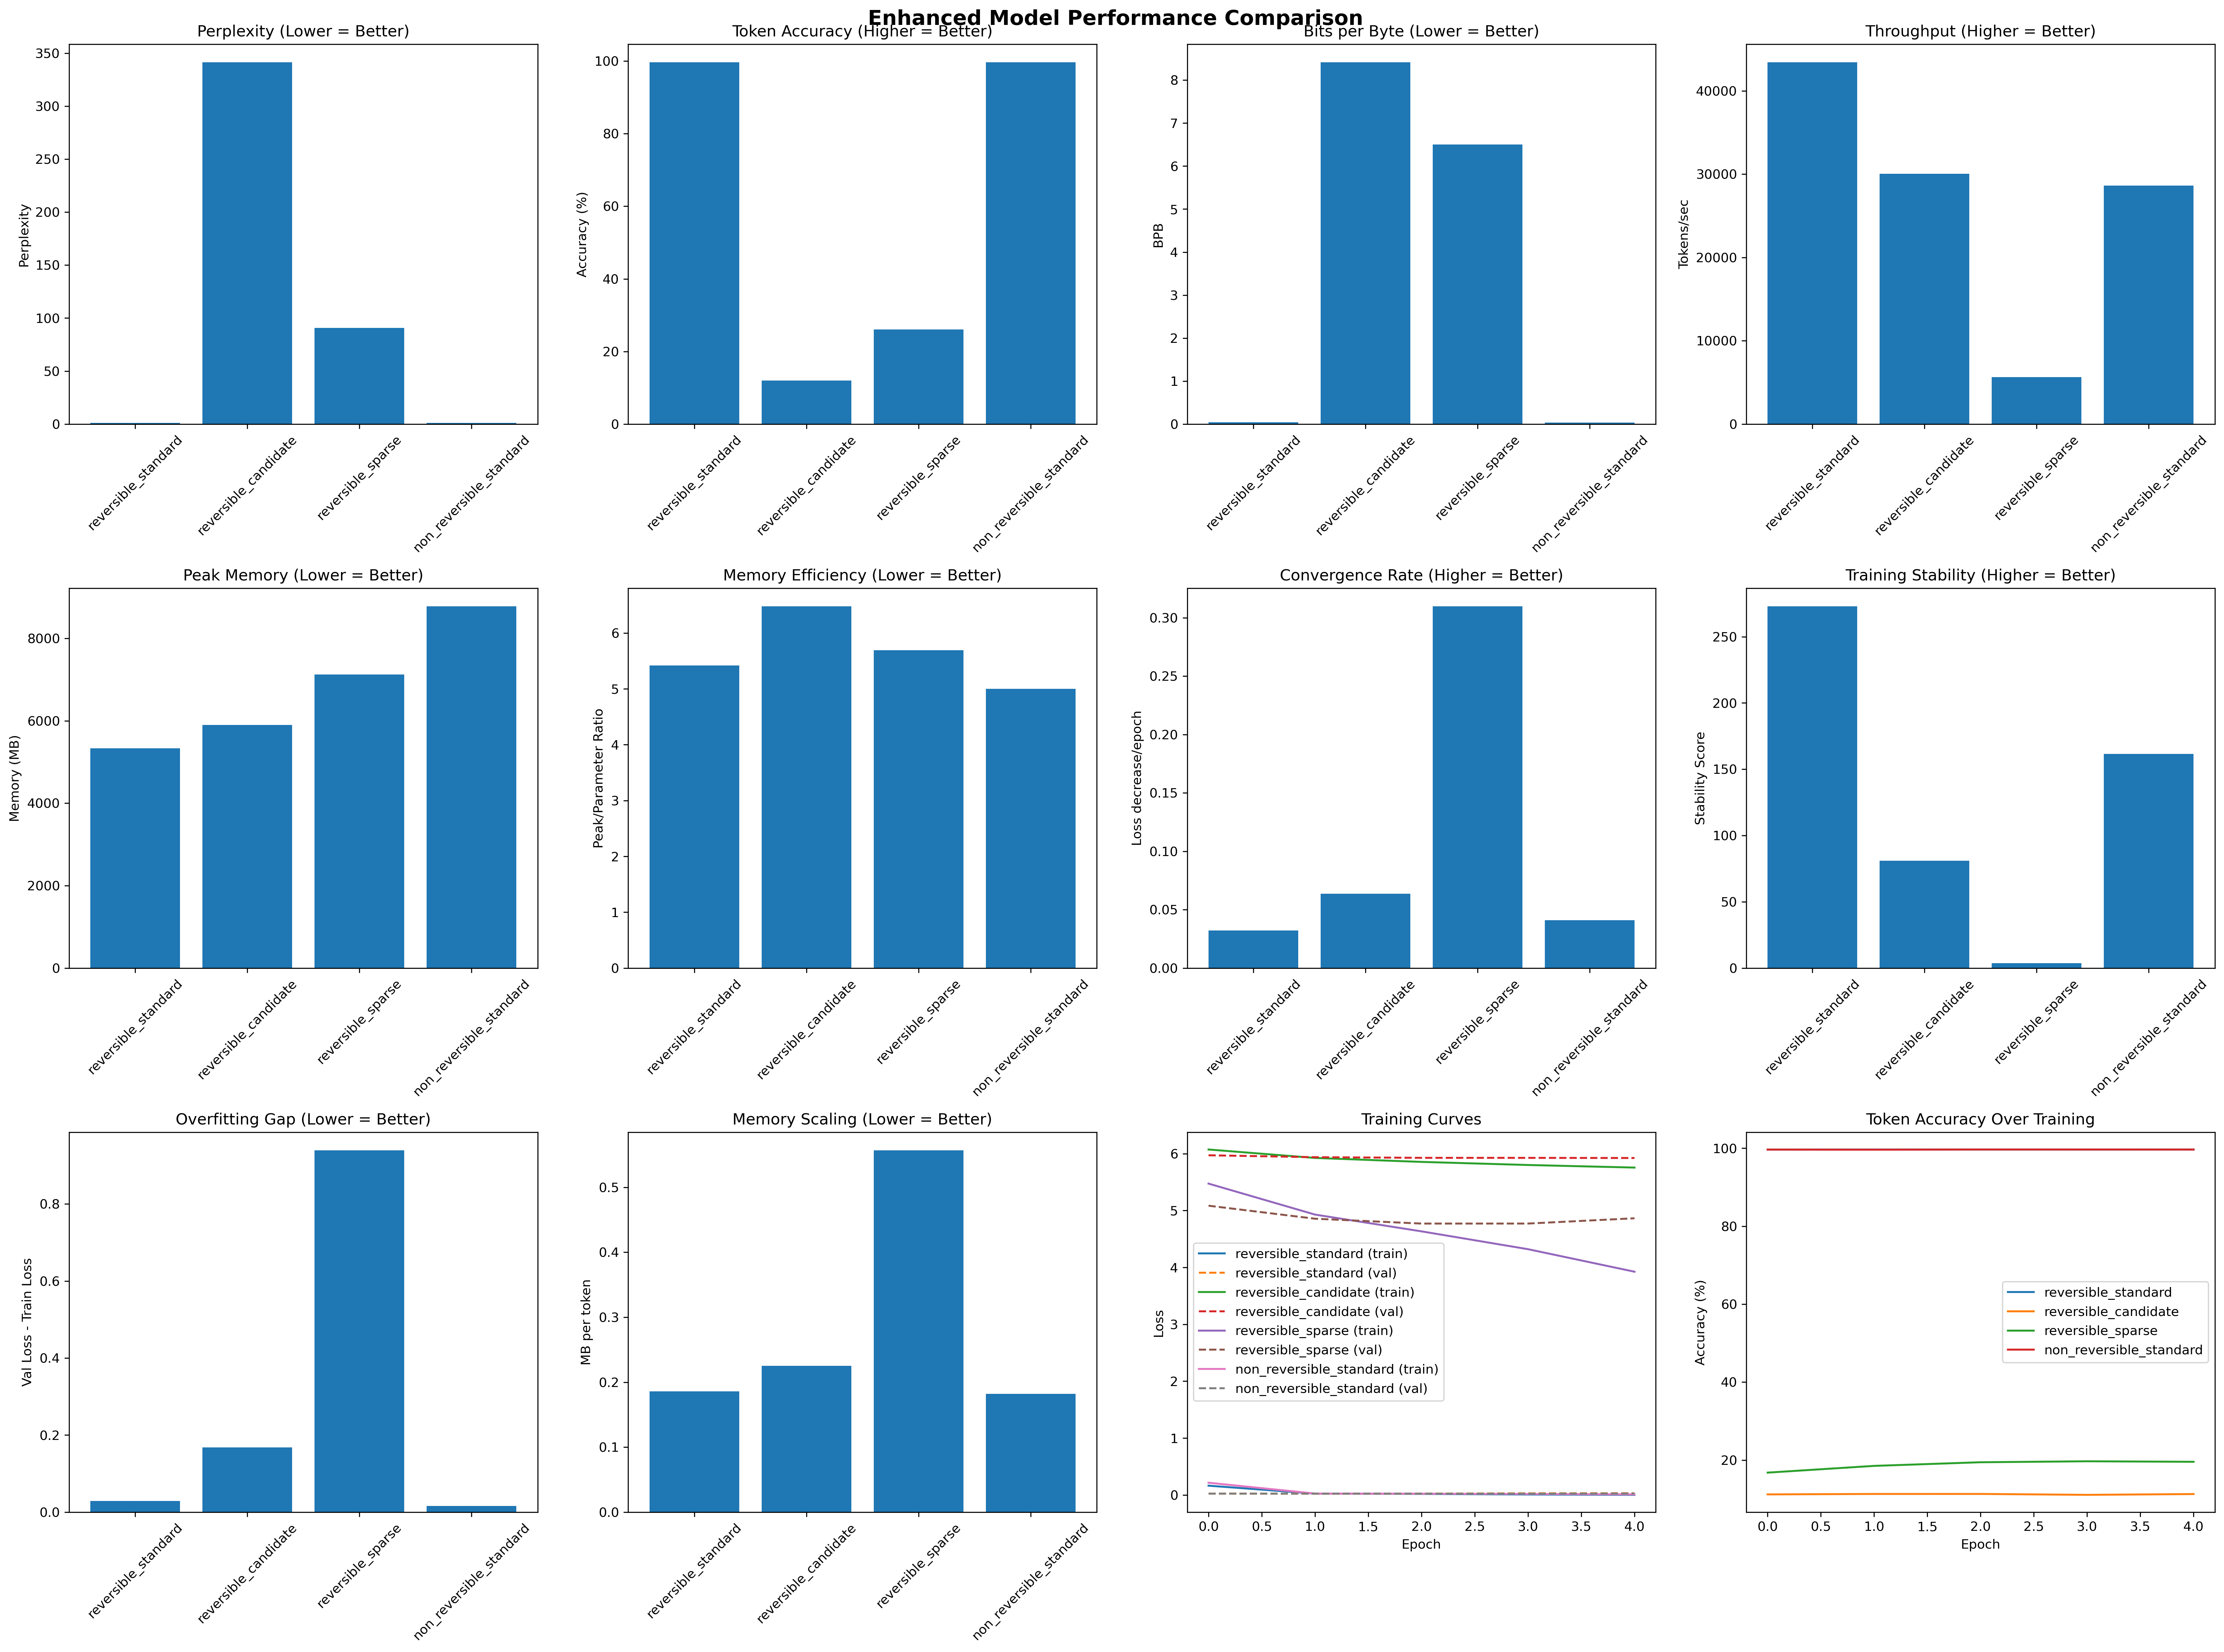 Enhanced Model Performance Comparison
Perplexity (Lower = Better)
Perplexity
350
300
250
200
150
100
50
0
reversible_standard
reversible_candidate
reversible_sparse
non_reversible_standard
Token Accuracy (Higher = Better)
Accuracy (%)
100
80
60
40
20
0
reversible_standard
reversible_candidate
reversible_sparse
non_reversible_standard
Bits per Byte (Lower = Better)
BPB
8
7
6
5
4
3
2
1
0
reversible_standard
reversible_candidate
reversible_sparse
non_reversible_standard
Throughput (Higher = Better)
Tokens/sec
40000
30000
20000
10000
0
reversible_standard
reversible_candidate
reversible_sparse
non_reversible_standard
Peak Memory (Lower = Better)
Memory (MB)
8000
6000
4000
2000
0
reversible_standard
reversible_candidate
reversible_sparse
non_reversible_standard
Memory Efficiency (Lower = Better)
Peak/Parameter Ratio
6
5
4
3
2
1
0
reversible_standard
reversible_candidate
reversible_sparse
non_reversible_standard
Convergence Rate (Higher = Better)
Loss decrease/epoch
0.30
0.25
0.20
0.15
0.10
0.05
0.00
reversible_standard
reversible_candidate
reversible_sparse
non_reversible_standard
Training Stability (Higher = Better)
Stability Score
250
200
150
100
50
0
reversible_standard
reversible_candidate
reversible_sparse
non_reversible_standard
Overfitting Gap (Lower = Better)
Val Loss - Train Loss
0.8
0.6
0.4
0.2
0.0
reversible_standard
reversible_candidate
reversible_sparse
non_reversible_standard
Memory Scaling (Lower = Better)
MB per token
0.5
0.4
0.3
0.2
0.1
0.0
reversible_standard
reversible_candidate
reversible_sparse
non_reversible_standard
Training Curves
Loss
6
5
4
3
2
1
0
reversible_standard (train)
reversible_standard (val)
reversible_candidate (train)
reversible_candidate (val)
reversible_sparse (train)
reversible_sparse (val)
non_reversible_standard (train)
non_reversible_standard (val)
0.0 0.5 1.0 1.5 2.0 2.5 3.0 3.5 4.0
Epoch
Token Accuracy Over Training
Accuracy (%)
100
80
60
40
20
reversible_standard
reversible_candidate
reversible_sparse
non_reversible_standard
0.0 0.5 1.0 1.5 2.0 2.5 3.0 3.5 4.0
Epoch